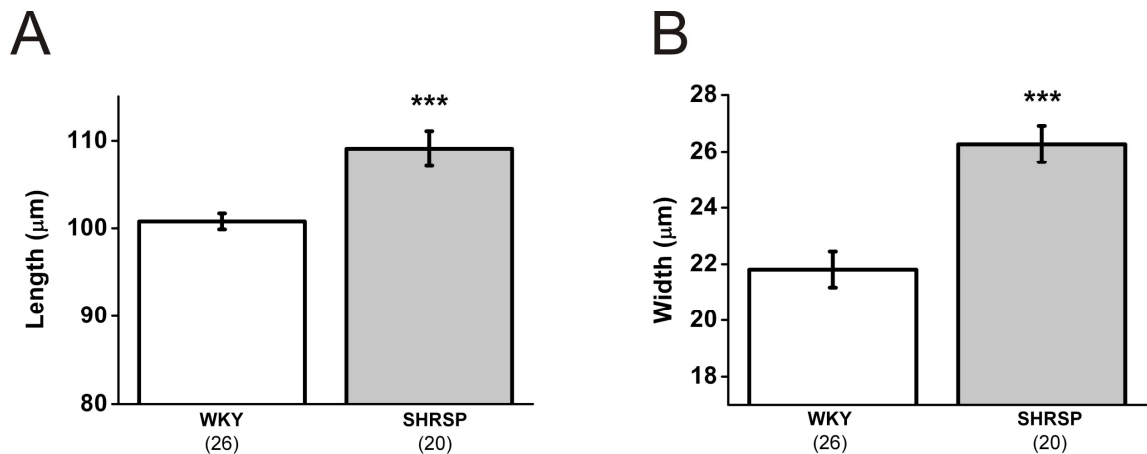 A
Length (μm)
110
100
90
80
***
WKY
(26)
SHRSP
(20)
B
Width (μm)
28
26
24
22
20
18
***
WKY
(26)
SHRSP
(20)